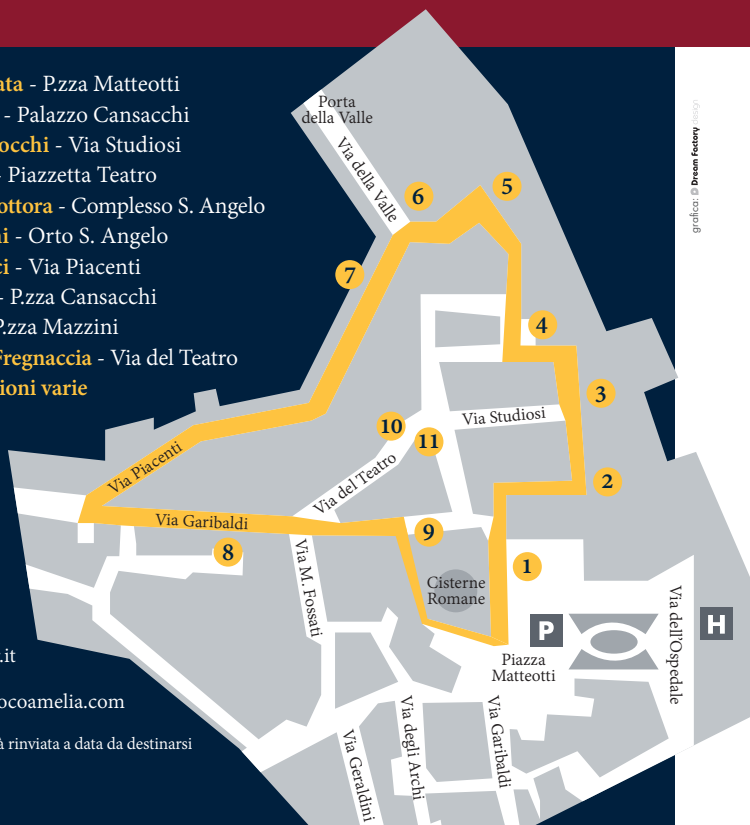 ata - P.zza Matteotti
- Palazzo Cansacchi
occhi - Via Studiosi
- Piazzetta Teatro
ottora - Complesso S. Angelo
ni - Orto S. Angelo
ci - Via Piacenti
- P.zza Cansacchi
P.zza Mazzini
Fregnaccia - Via del Teatro
ioni varie
.it
ocoamelia.com
à rinviata a data da destinarsi
Porta
della Valle
Via della Valle
6
5
7
4
3
10
11
Via Studiosi
Via Piacenti
Via del Teatro
2
Via Garibaldi
9
8
1
Via M. Fossati
Cisterne
Romane
P
H
Via dell'Ospedale
Piazza
Matteotti
Via Geraldini
Via degli Archi
Via Garibaldi
grafica: Dream Factory design